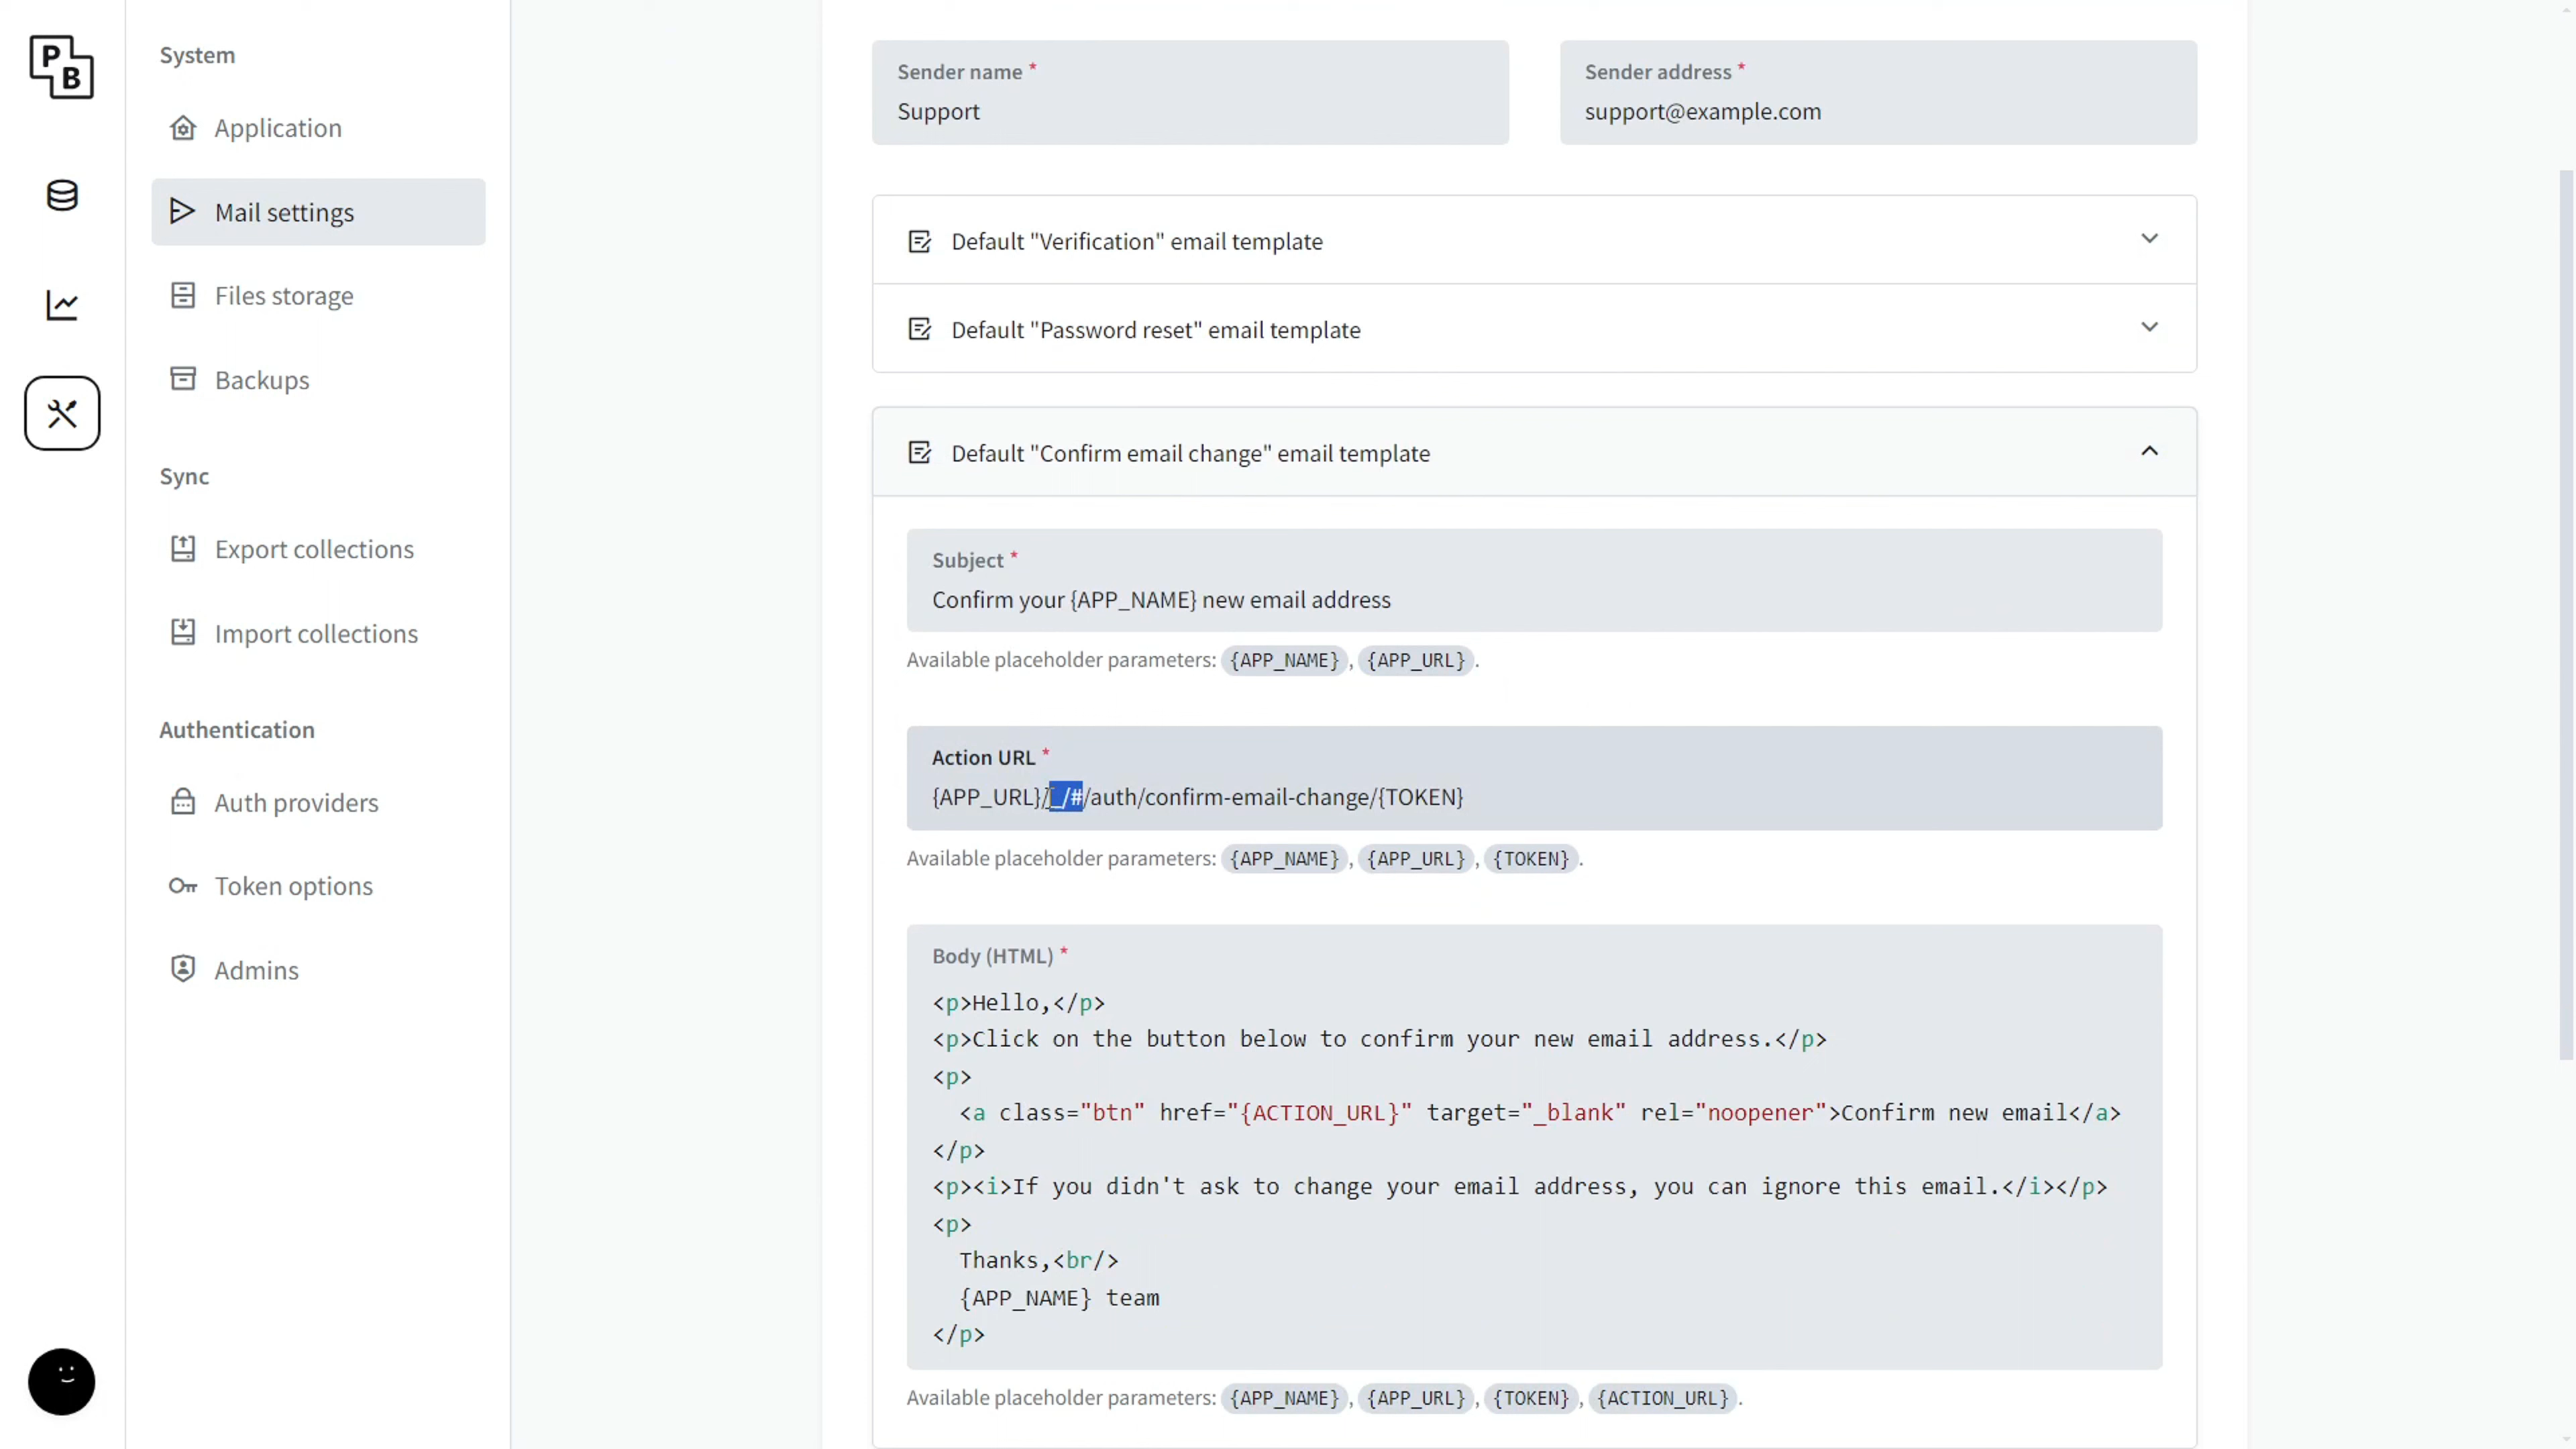 P
B
System
Application
Mail settings
Files storage
Backups
Sync
Export collections
Import collections
Authentication
Auth providers
Token options
Admins
Sender name *
Support
Sender address *
support@example.com
Default "Verification" email template
Default "Password reset" email template
Default "Confirm email change" email template
Subject *
Confirm your {APP_NAME} new email address
Available placeholder parameters: {APP_NAME}, {APP_URL}.
Action URL *
{APP_URL}/_/#/auth/confirm-email-change/{TOKEN}
Available placeholder parameters: {APP_NAME}, {APP_URL}, {TOKEN}.
Body (HTML) *
<p>Hello,</p>
<p>Click on the button below to confirm your new email address.</p>
<p>
  <a class="btn" href="{ACTION_URL}" target="_blank" rel="noopener">Confirm new email</a>
</p>
<p><i>If you didn't ask to change your email address, you can ignore this email.</i></p>
<p>
  Thanks,<br/>
  {APP_NAME} team
</p>
Available placeholder parameters: {APP_NAME}, {APP_URL}, {TOKEN}, {ACTION_URL}.